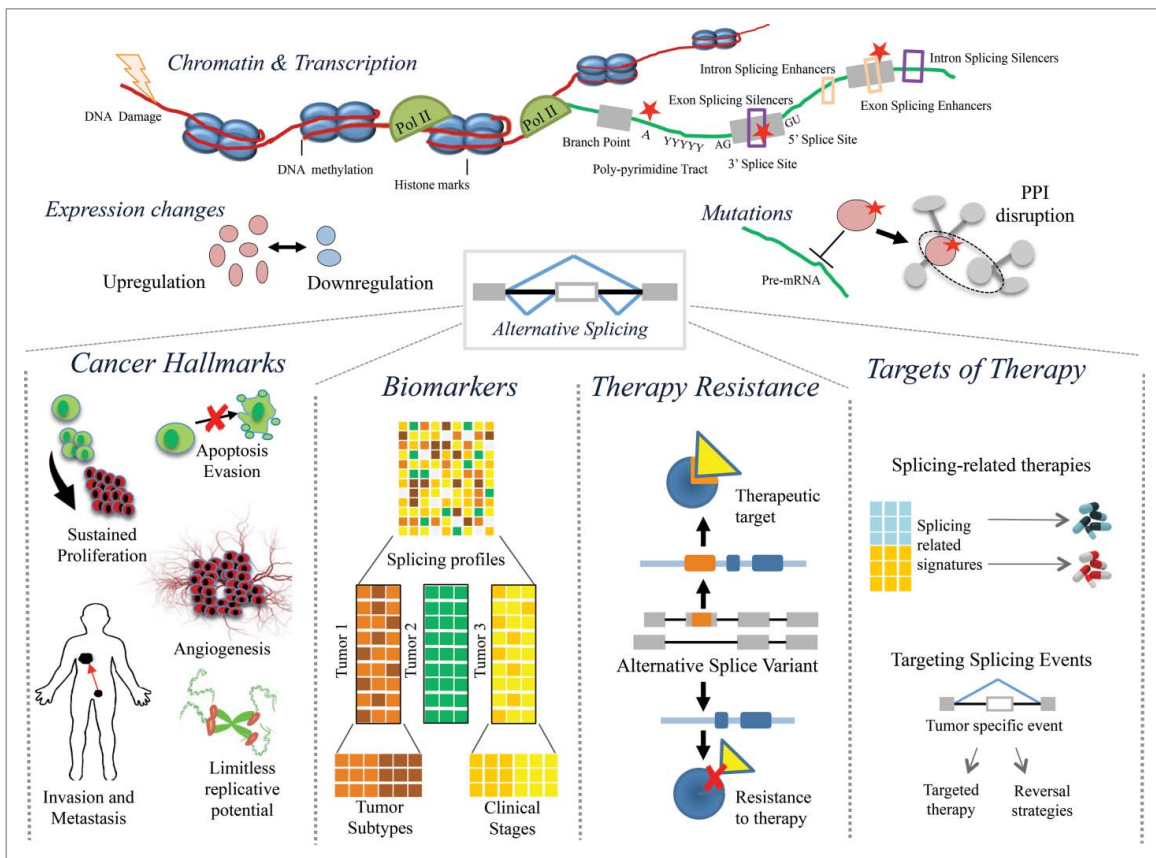 Chromatin & Transcription
DNA Damage
DNA methylation
Pol II
Histone marks
Pol II
Branch Point
A
YYYYY
Poly-pyrimidine Tract
AG
Exon Splicing Silencers
3' Splice Site
GU
5' Splice Site
Intron Splicing Enhancers
Exon Splicing Enhancers
Intron Splicing Silencers
Expression changes
Upregulation
Downregulation
Mutations
Pre-mRNA
PPI
disruption
Alternative Splicing
Cancer Hallmarks
Apoptosis
Evasion
Sustained
Proliferation
Angiogenesis
Invasion and
Metastasis
Limitless
replicative
potential
Biomarkers
Splicing profiles
Tumor 1
Tumor 2
Tumor 3
Tumor
Subtypes
Clinical
Stages
Therapy Resistance
Therapeutic
target
Alternative Splice Variant
Resistance
to therapy
Targets of Therapy
Splicing-related therapies
Splicing
related
signatures
Targeting Splicing Events
Tumor specific event
Targeted
therapy
Reversal
strategies